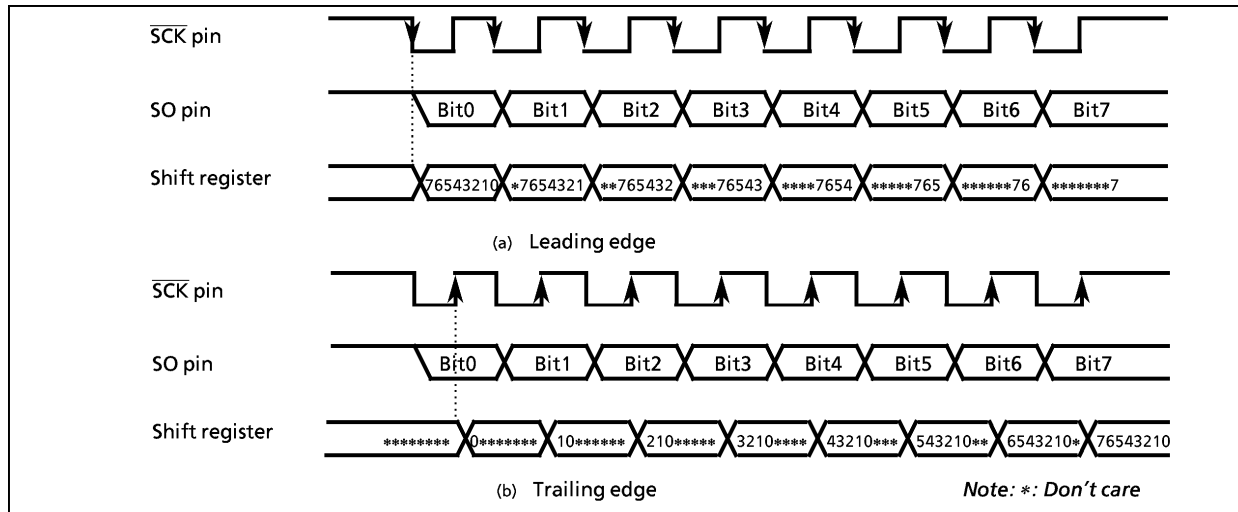 SCK pin
SO pin Bit0 Bit1 Bit2 Bit3 Bit4 Bit5 Bit6 Bit7
Shift register 76543210 *7654321 **765432 ***76543 ****7654 *****765 ******76 *******7
(a) Leading edge
SCK pin
SO pin Bit0 Bit1 Bit2 Bit3 Bit4 Bit5 Bit6 Bit7
Shift register ******** 0******* 10****** 210***** 3210**** 43210*** 543210** 6543210* 76543210
(b) Trailing edge Note: *: Don't care